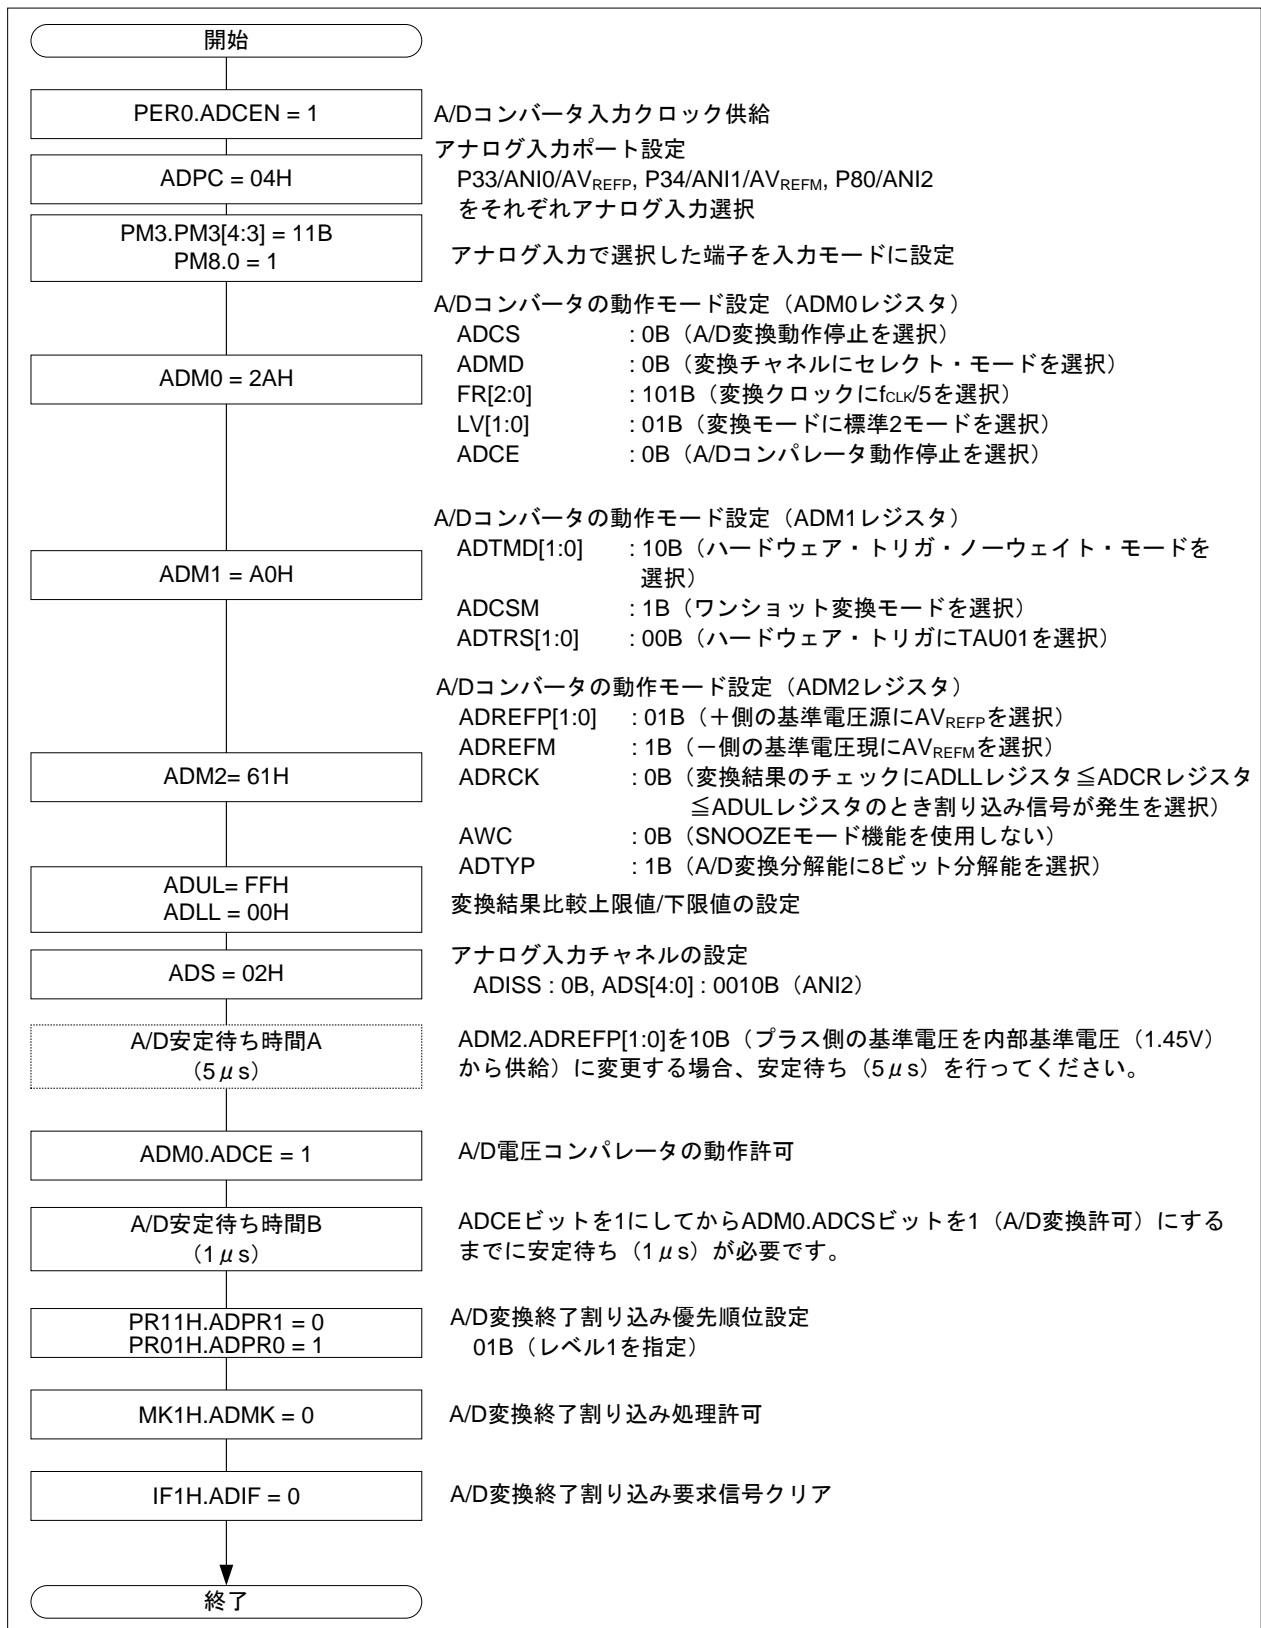 開始
PER0.ADCEN = 1
A/Dコンバータ入力クロック供給
ADPC = 04H
アナログ入力ポート設定
P33/ANI0/AVREFP, P34/ANI1/AVREFM, P80/ANI2
をそれぞれアナログ入力選択
PM3.PM3[4:3] = 11B
PM8.0 = 1
アナログ入力で選択した端子を入力モードに設定
ADM0 = 2AH
A/Dコンバータの動作モード設定（ADM0レジスタ）
ADCS : 0B（A/D変換動作停止を選択）
ADMD : 0B（変換チャネルにセレクト・モードを選択）
FR[2:0] : 101B（変換クロックにfCLK/5を選択）
LV[1:0] : 01B（変換モードに標準2モードを選択）
ADCE : 0B（A/Dコンパレータ動作停止を選択）
ADM1 = A0H
A/Dコンバータの動作モード設定（ADM1レジスタ）
ADTMD[1:0] : 10B（ハードウェア・トリガ・ノーウェイト・モードを
選択）
ADCSM : 1B（ワンショット変換モードを選択）
ADTRS[1:0] : 00B（ハードウェア・トリガにTAU01を選択）
ADM2= 61H
A/Dコンバータの動作モード設定（ADM2レジスタ）
ADREFP[1:0] : 01B（＋側の基準電圧源にAVREFPを選択）
ADREFM : 1B（－側の基準電圧現にAVREFMを選択）
ADRCK : 0B（変換結果のチェックにADLLレジスタ≦ADCRレジスタ
≦ADULレジスタのとき割り込み信号が発生を選択）
AWC : 0B（SNOOZEモード機能を使用しない）
ADTYP : 1B（A/D変換分解能に8ビット分解能を選択）
ADUL= FFH
ADLL = 00H
変換結果比較上限値/下限値の設定
ADS = 02H
アナログ入力チャネルの設定
ADISS : 0B, ADS[4:0] : 0010B（ANI2）
A/D安定待ち時間A
（5μs）
ADM2.ADREFP[1:0]を10B（プラス側の基準電圧を内部基準電圧（1.45V）
から供給）に変更する場合、安定待ち（5μs）を行ってください。
ADM0.ADCE = 1
A/D電圧コンパレータの動作許可
A/D安定待ち時間B
（1μs）
ADCEビットを1にしてからADM0.ADCSビットを1（A/D変換許可）にする
までに安定待ち（1μs）が必要です。
PR11H.ADPR1 = 0
PR01H.ADPR0 = 1
A/D変換終了割り込み優先順位設定
01B（レベル1を指定）
MK1H.ADMK = 0
A/D変換終了割り込み処理許可
IF1H.ADIF = 0
A/D変換終了割り込み要求信号クリア
終了